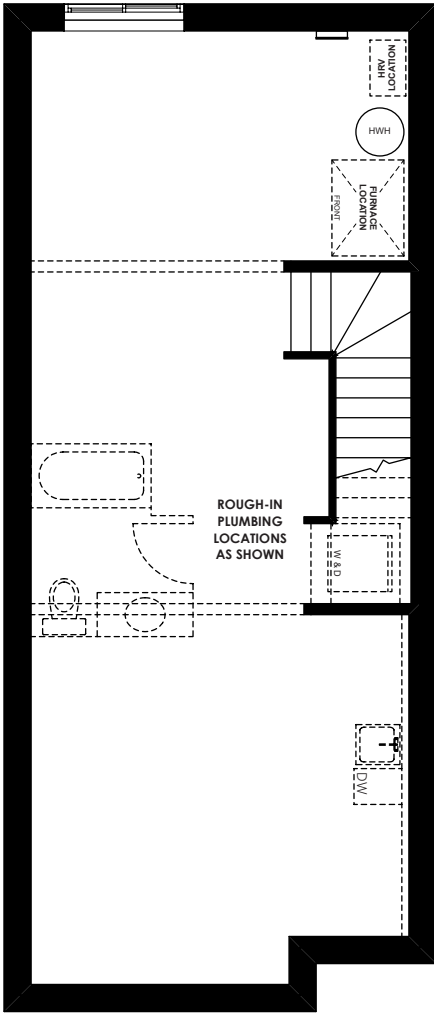 HRV
LOCATION
HWH
FURNACE
LOCATION
FRONT
ROUGH-IN
PLUMBING
LOCATIONS
AS SHOWN
W & D
DW